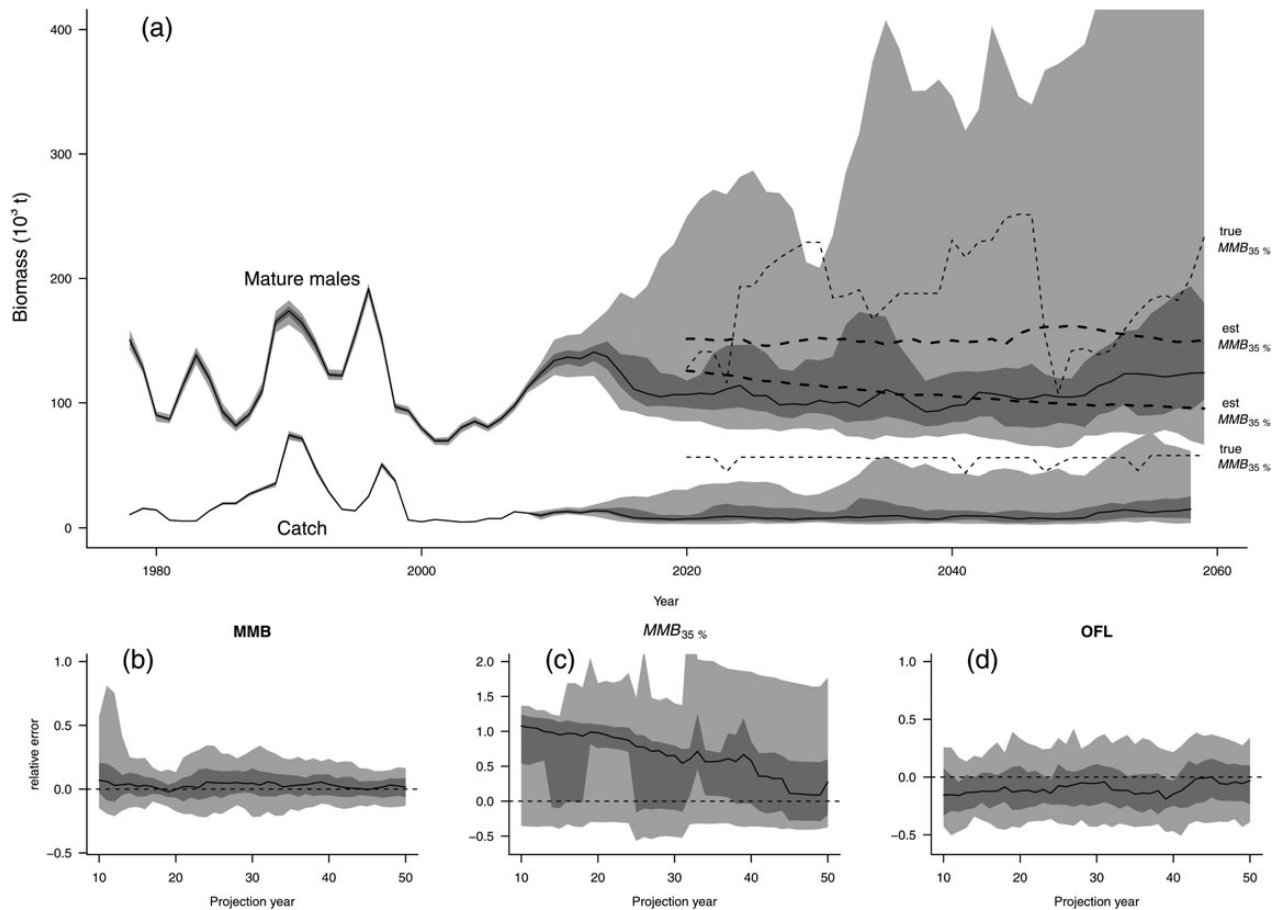 (a)
400
300
200
100
0
Biomass (10³ t)
Mature males
Catch
true
MMB35 %
est
MMB35 %
est
MMB35 %
true
MMB35 %
1980 2000 2020 2040 2060
Year
MMB
(b)
1.0
0.5
0.0
−0.5
relative error
10 20 30 40 50
Projection year
MMB35 %
(c)
2.0
1.5
1.0
0.5
0.0
−0.5
10 20 30 40 50
Projection year
OFL
(d)
1.0
0.5
0.0
−0.5
10 20 30 40 50
Projection year